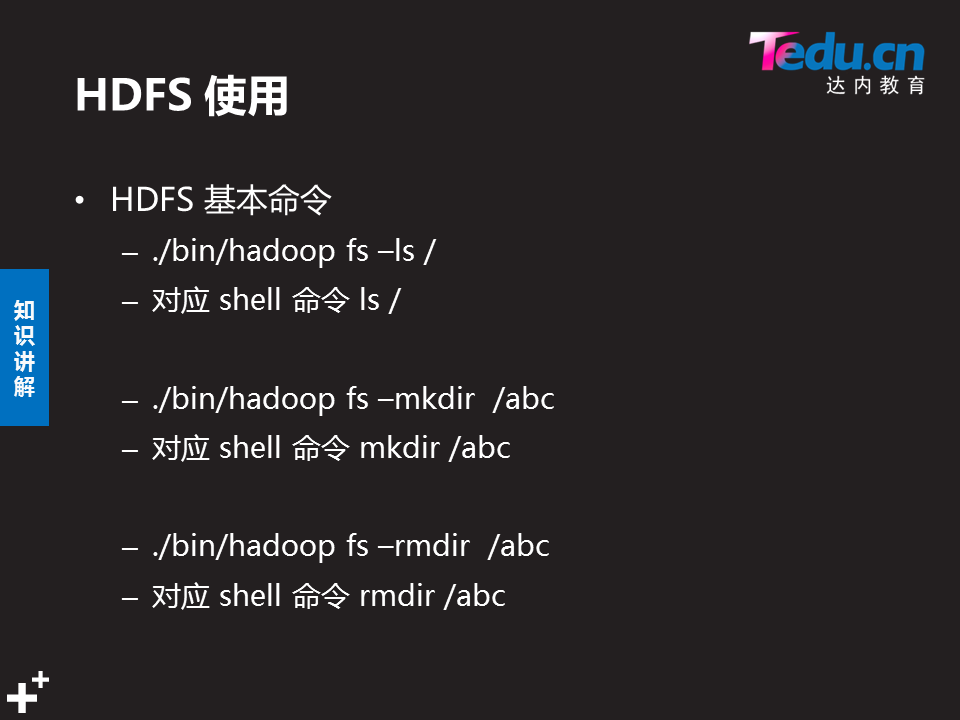 Tedu.cn
达内教育
HDFS 使用
• HDFS 基本命令
– ./bin/hadoop fs –ls /
– 对应 shell 命令 ls /
– ./bin/hadoop fs –mkdir  /abc
– 对应 shell 命令 mkdir /abc
– ./bin/hadoop fs –rmdir  /abc
– 对应 shell 命令 rmdir /abc
知识讲解